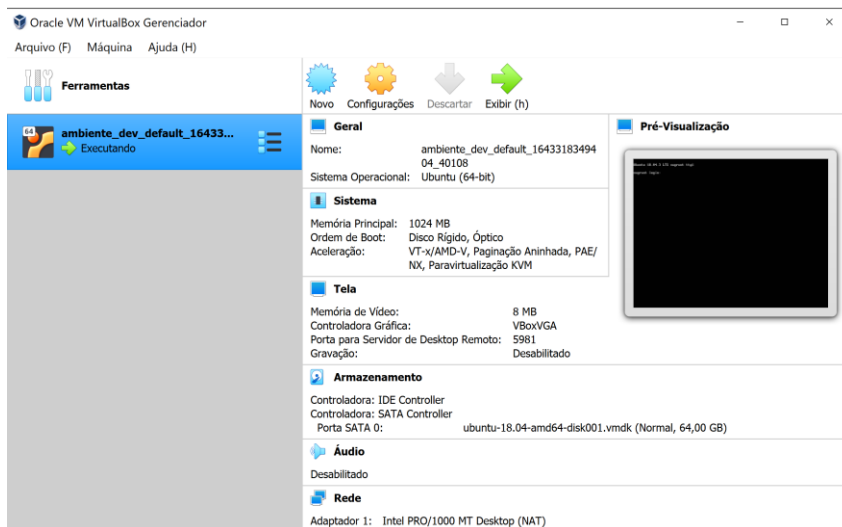 Oracle VM VirtualBox Gerenciador
Arquivo (F) Máquina Ajuda (H)
Ferramentas
Novo Configurações Descartar Exibir (h)
64
ambiente_dev_default_16433...
Executando
Geral
Nome: ambiente_dev_default_16433183494
04_40108
Sistema Operacional: Ubuntu (64-bit)
Pré-Visualização
Sistema
Memória Principal: 1024 MB
Ordem de Boot: Disco Rígido, Óptico
Aceleração: VT-x/AMD-V, Paginação Aninhada, PAE/
NX, Paravirtualização KVM
Tela
Memória de Vídeo: 8 MB
Controladora Gráfica: VBoxVGA
Porta para Servidor de Desktop Remoto: 5981
Gravação: Desabilitado
Armazenamento
Controladora: IDE Controller
Controladora: SATA Controller
Porta SATA 0: ubuntu-18.04-amd64-disk001.vmdk (Normal, 64,00 GB)
Áudio
Desabilitado
Rede
Adaptador 1: Intel PRO/1000 MT Desktop (NAT)